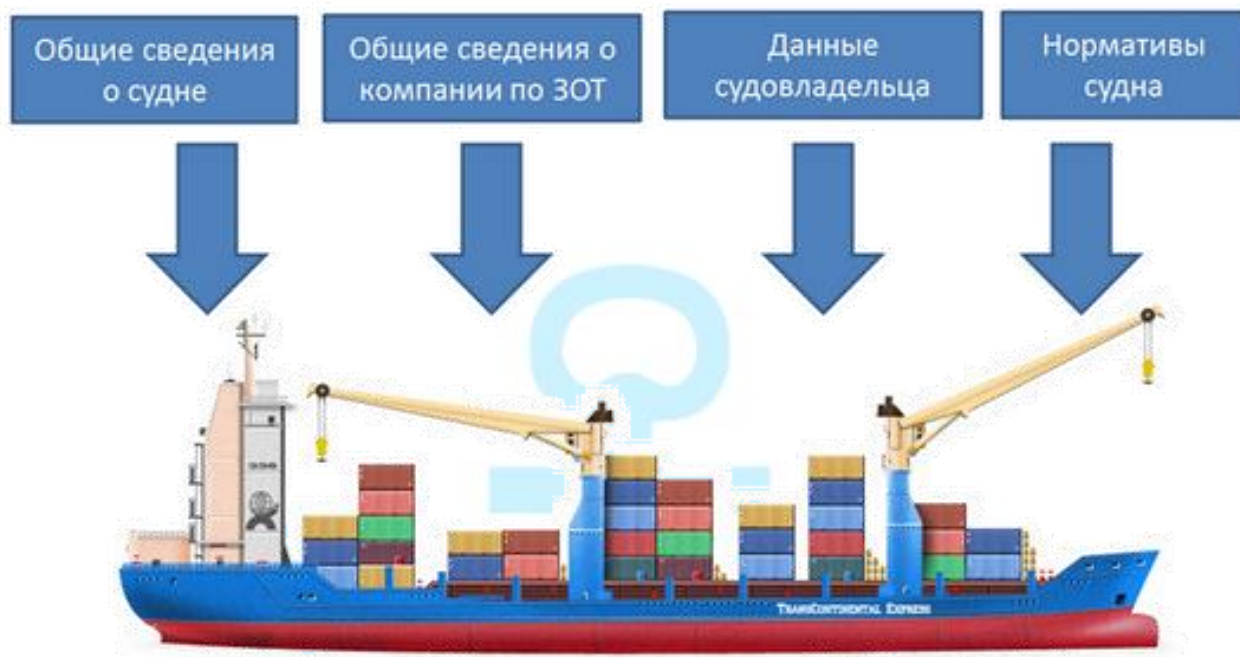 Общие сведения
о судне
Общие сведения о
компании по ЗОТ
Данные
судовладельца
Нормативы
судна
TRANSCONTINENTAL EXPRESS